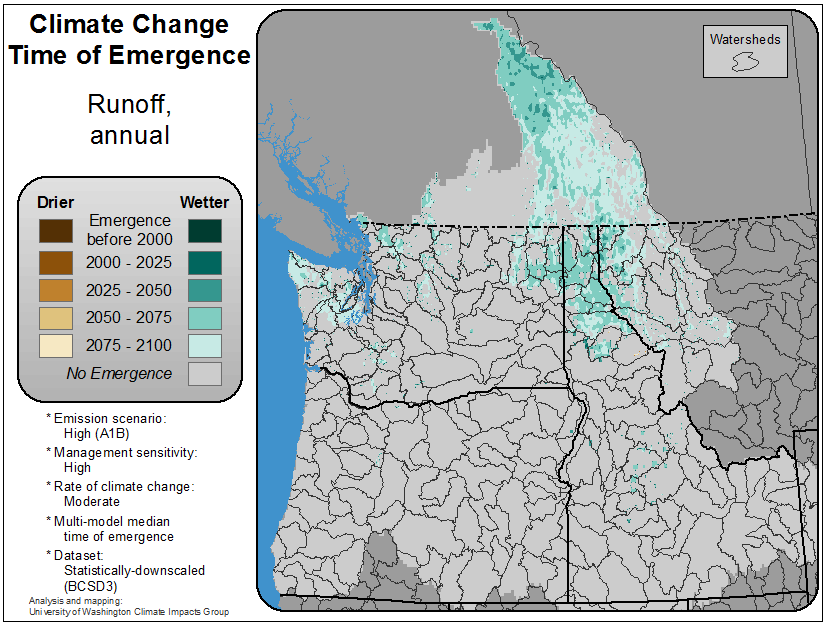 Climate Change
Time of Emergence
Runoff,
annual
Drier
Wetter
Emergence
before 2000
2000 - 2025
2025 - 2050
2050 - 2075
2075 - 2100
No Emergence
* Emission scenario:
High (A1B)
* Management sensitivity:
High
* Rate of climate change:
Moderate
* Multi-model median
time of emergence
* Dataset:
Statistically-downscaled
(BCSD3)
Analysis and mapping:
University of Washington Climate Impacts Group
Watersheds